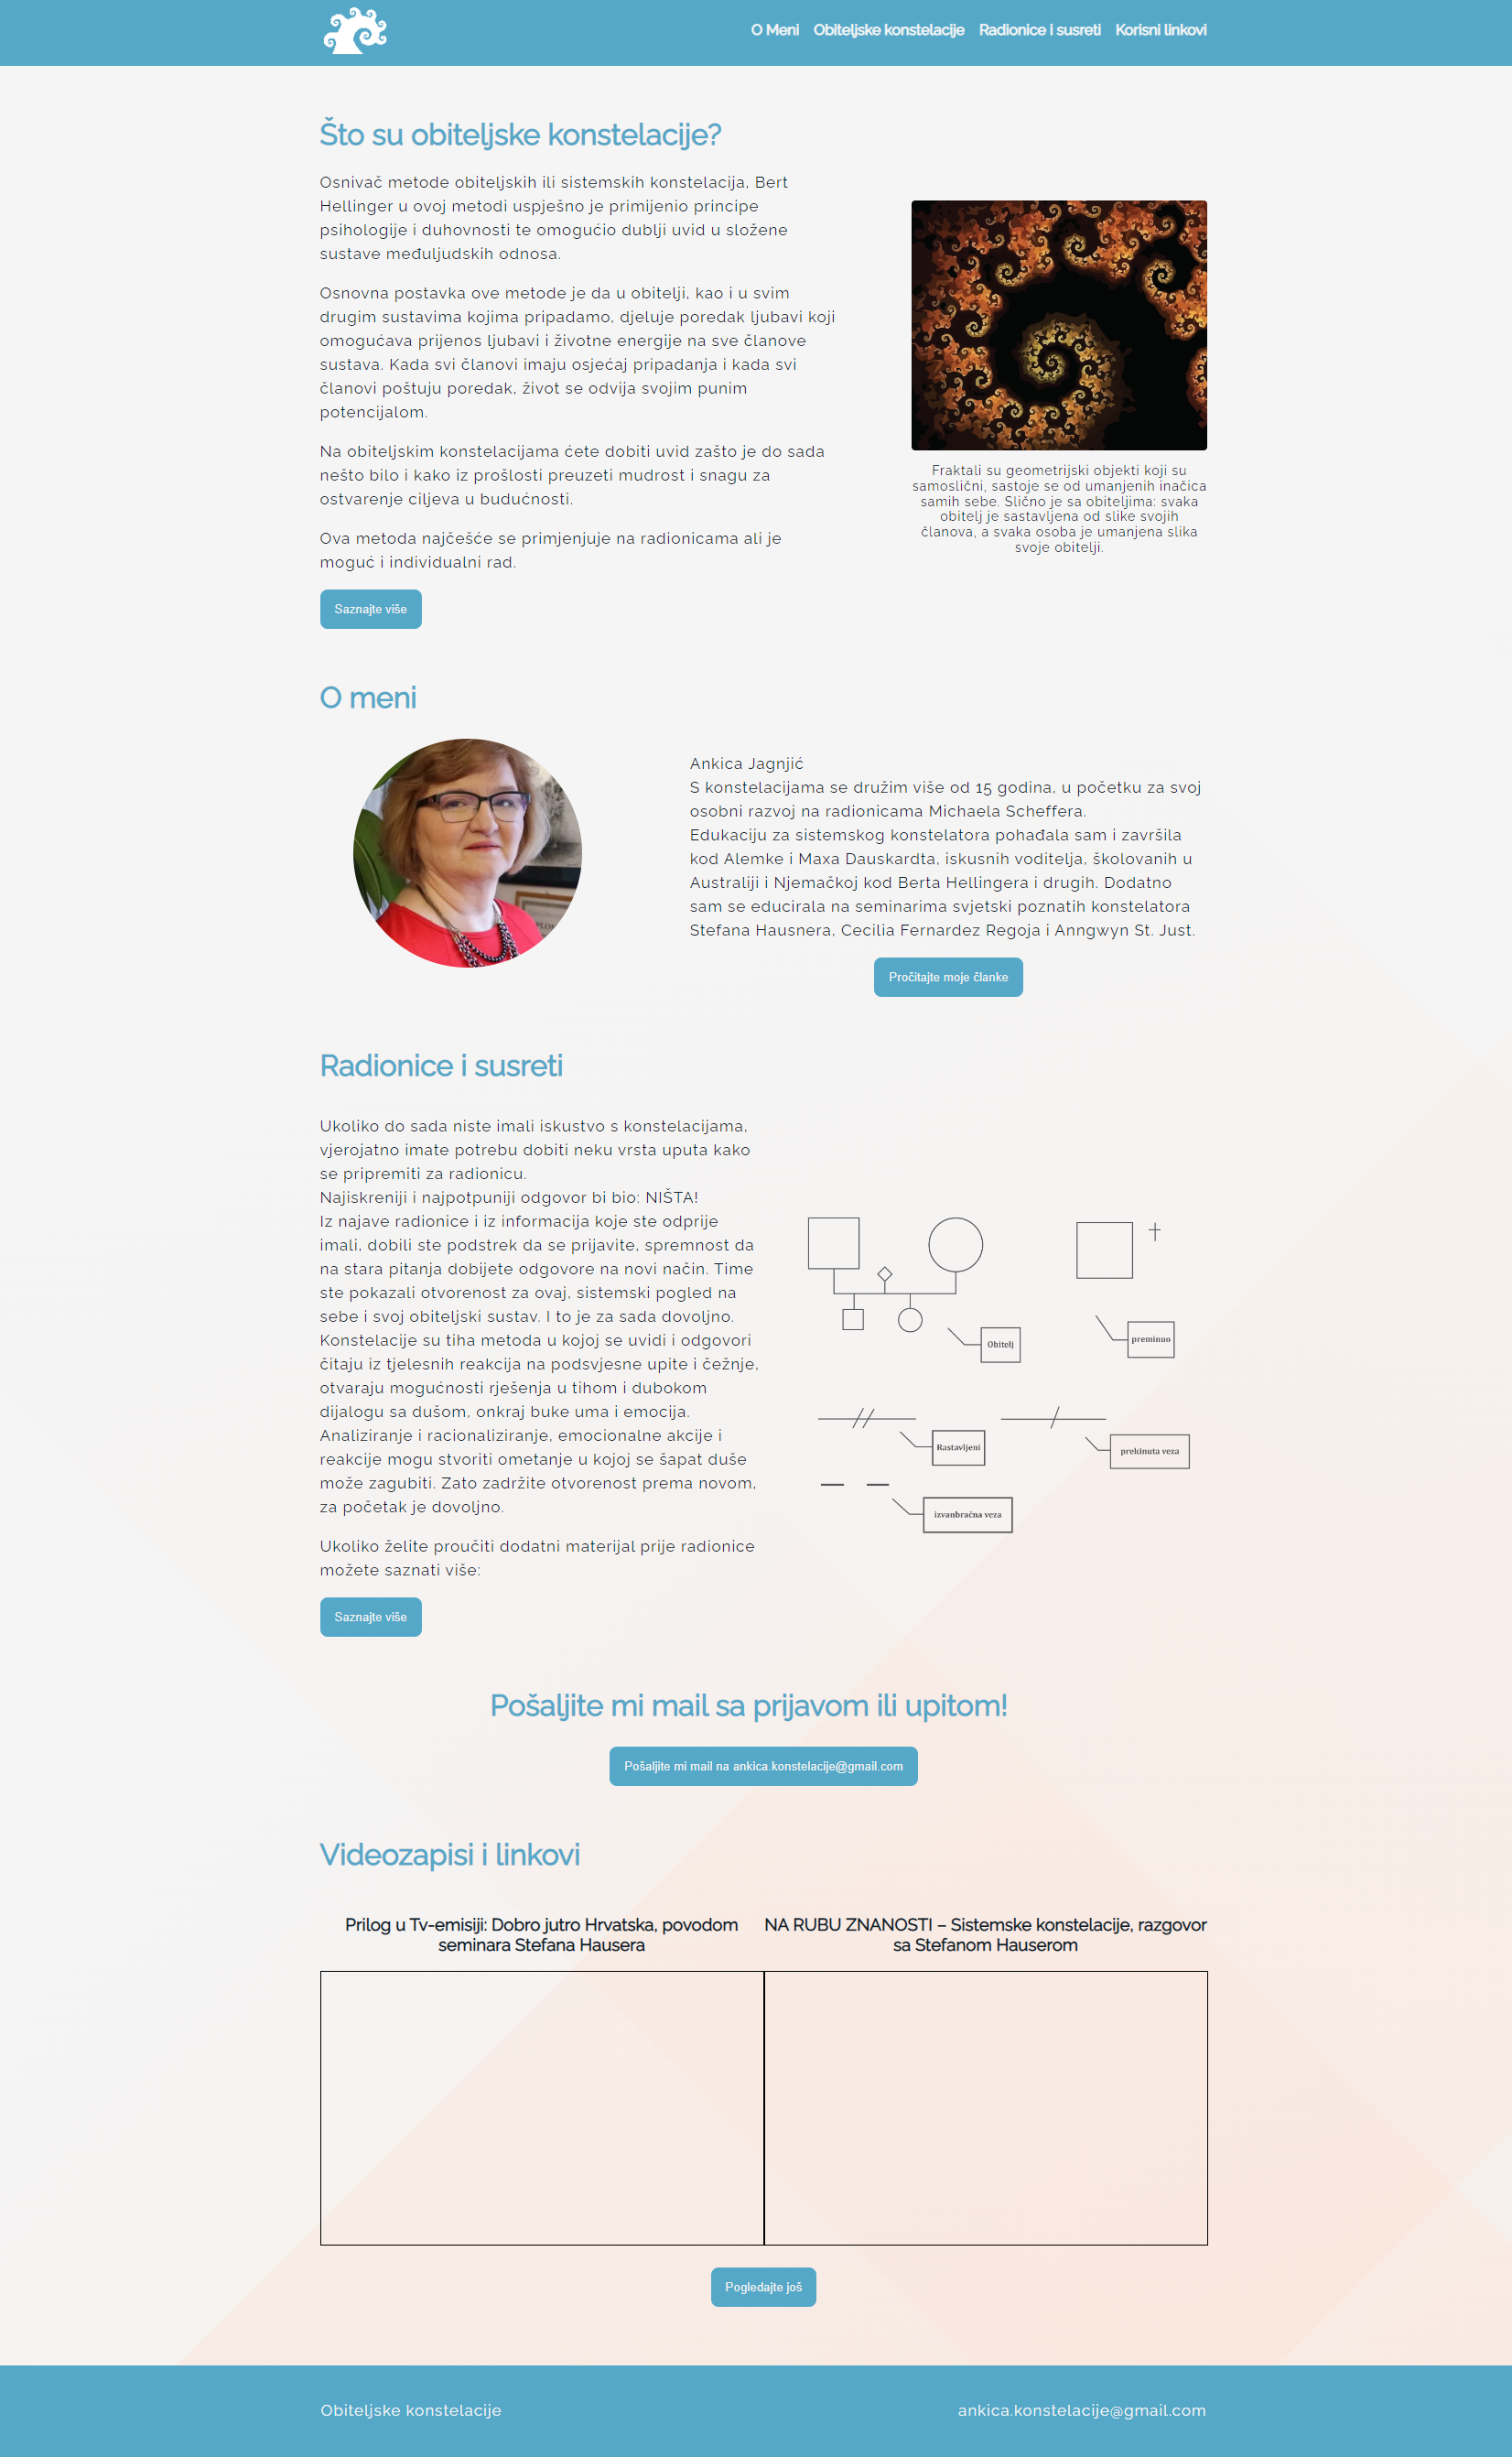 O Meni Obiteljske konstelacije Radionice i susreti Korisni linkovi
Što su obiteljske konstelacije?
Osnivač metode obiteljskih ili sistemskih konstelacija, Bert
Hellinger u ovoj metodi uspješno je primijenio principe
psihologije i duhovnosti te omogućio dublji uvid u složene
sustave međuljudskih odnosa.
Osnovna postavka ove metode je da u obitelji, kao i u svim
drugim sustavima kojima pripadamo, djeluje poredak ljubavi koji
omogućava prijenos ljubavi i životne energije na sve članove
sustava. Kada svi članovi imaju osjećaj pripadanja i kada svi
članovi poštuju poredak, život se odvija svojim punim
potencijalom.
Na obiteljskim konstelacijama ćete dobiti uvid zašto je do sada
nešto bilo i kako iz prošlosti preuzeti mudrost i snagu za
ostvarenje ciljeva u budućnosti.
Ova metoda najčešće se primjenjuje na radionicama ali je
moguć i individualni rad.
Saznajte više
Fraktali su geometrijski objekti koji su
samoslični, sastoje se od umanjenih inačica
samih sebe. Slično je sa obiteljima: svaka
obitelj je sastavljena od slike svojih
članova, a svaka osoba je umanjena slika
svoje obitelji.
O meni
Ankica Jagnjić
S konstelacijama se družim više od 15 godina, u početku za svoj
osobni razvoj na radionicama Michaela Scheffera.
Edukaciju za sistemskog konstelatora pohađala sam i završila
kod Alemke i Maxa Dauskardta, iskusnih voditelja, školovanih u
Australiji i Njemačkoj kod Berta Hellingera i drugih. Dodatno
sam se educirala na seminarima svjetski poznatih konstelatora
Stefana Hausnera, Cecilia Fernardez Regoja i Anngwyn St. Just.
Pročitajte moje članke
Radionice i susreti
Ukoliko do sada niste imali iskustvo s konstelacijama,
vjerojatno imate potrebu dobiti neku vrsta uputa kako
se pripremiti za radionicu.
Najiskreniji i najpotpuniji odgovor bi bio: NIŠTA!
Iz najave radionice i iz informacija koje ste odprije
imali, dobili ste podstrek da se prijavite, spremnost da
na stara pitanja dobijete odgovore na novi način. Time
ste pokazali otvorenost za ovaj, sistemski pogled na
sebe i svoj obiteljski sustav. I to je za sada dovoljno.
Konstelacije su tiha metoda u kojoj se uvidi i odgovori
čitaju iz tjelesnih reakcija na podsvjesne upite i čežnje,
otvaraju mogućnosti rješenja u tihom i dubokom
dijalogu sa dušom, onkraj buke uma i emocija.
Analiziranje i racionaliziranje, emocionalne akcije i
reakcije mogu stvoriti ometanje u kojoj se šapat duše
može zagubiti. Zato zadržite otvorenost prema novom,
za početak je dovoljno.
Ukoliko želite proučiti dodatni materijal prije radionice
možete saznati više:
Saznajte više
Obitelj
preminuo
Rastavljeni
prekinuta veza
izvanbračna veza
Pošaljite mi mail sa prijavom ili upitom!
Pošaljite mi mail na ankica.konstelacije@gmail.com
Videozapisi i linkovi
Prilog u Tv-emisiji: Dobro jutro Hrvatska, povodom
seminara Stefana Hausera
NA RUBU ZNANOSTI – Sistemske konstelacije, razgovor
sa Stefanom Hauserom
Pogledajte još
Obiteljske konstelacije
ankica.konstelacije@gmail.com